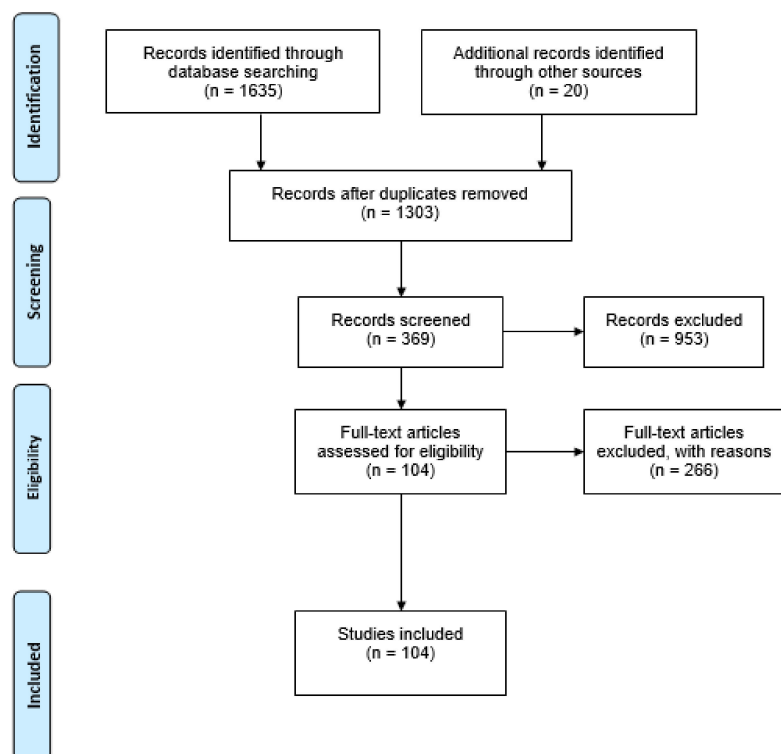 Identification
Records identified through
database searching
(n = 1635)
Additional records identified
through other sources
(n = 20)
Records after duplicates removed
(n = 1303)
Screening
Records screened
(n = 369)
Records excluded
(n = 953)
Eligibility
Full-text articles
assessed for eligibility
(n = 104)
Full-text articles
excluded, with reasons
(n = 266)
Included
Studies included
(n = 104)